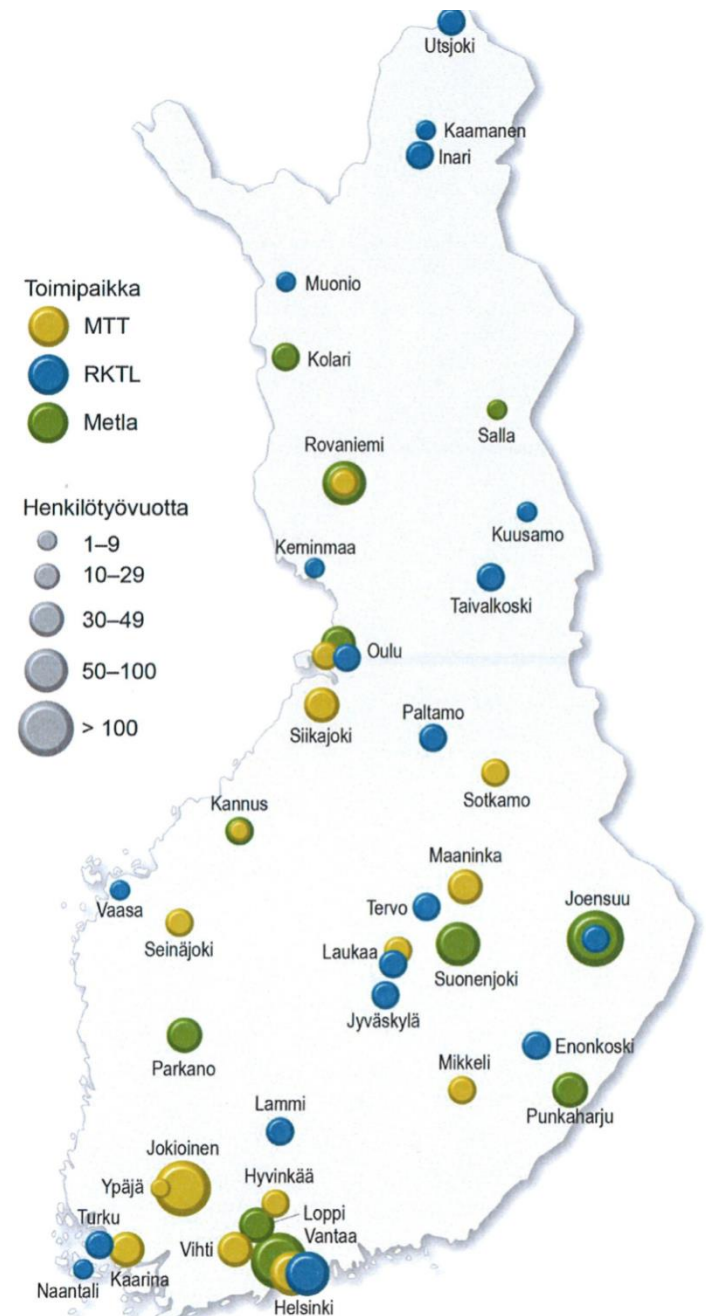 Utsjoki
Kaamanen
Inari
Muonio
Toimipaikka
MTT
Kolari
RKTL
Metla
Salla
Rovaniemi
Henkilötyövuotta
Kuusamo
1–9
Keminmaa
10–29
Taivalkoski
30–49
Oulu
50–100
Paltamo
> 100
Siikajoki
Sotkamo
Kannus
Maaninka
Joensuu
Vaasa
Tervo
Seinäjoki
Laukaa
Suonenjoki
Jyväskylä
Enonkoski
Parkano
Mikkeli
Punkaharju
Lammi
Jokioinen
Hyvinkää
Ypäjä
Loppi
Turku
Vantaa
Vihti
Kaarina
Naantali
Helsinki